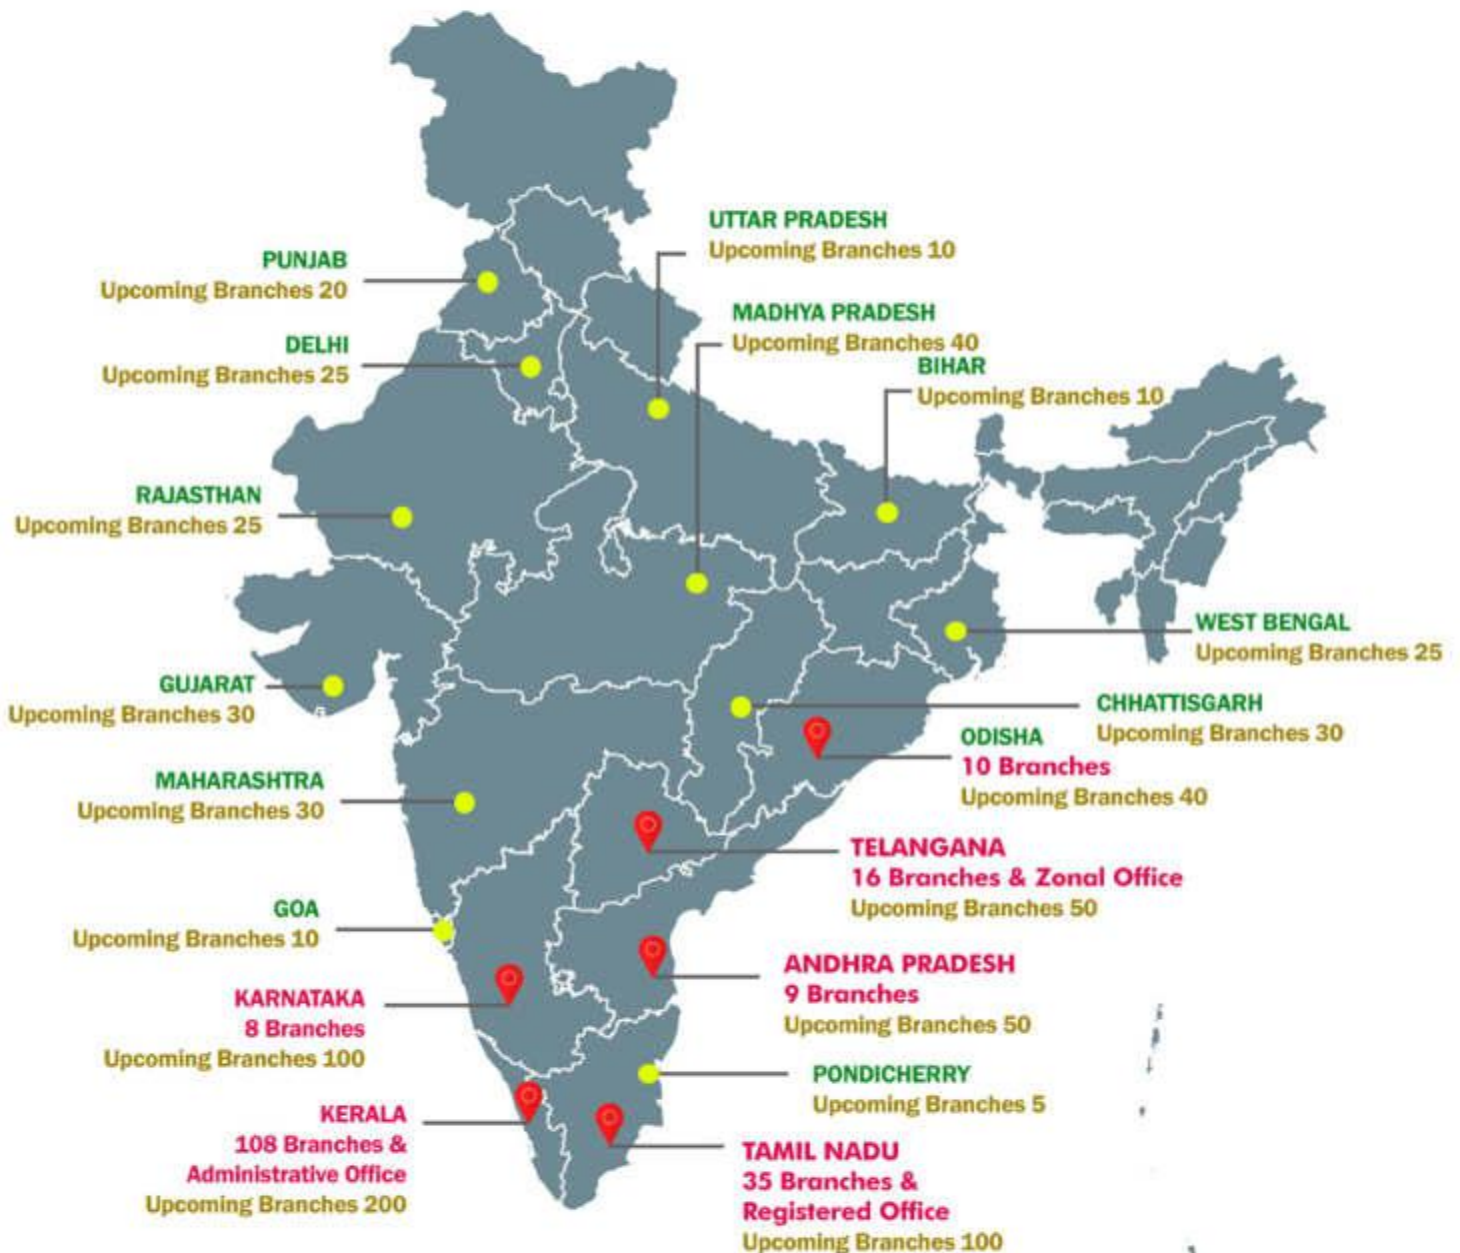 UTTAR PRADESH
Upcoming Branches 10
PUNJAB
Upcoming Branches 20
MADHYA PRADESH
Upcoming Branches 40
DELHI
Upcoming Branches 25
BIHAR
Upcoming Branches 10
RAJASTHAN
Upcoming Branches 25
WEST BENGAL
Upcoming Branches 25
GUJARAT
Upcoming Branches 30
CHHATTISGARH
Upcoming Branches 30
ODISHA
10 Branches
Upcoming Branches 40
MAHARASHTRA
Upcoming Branches 30
TELANGANA
16 Branches & Zonal Office
Upcoming Branches 50
GOA
Upcoming Branches 10
ANDHRA PRADESH
9 Branches
Upcoming Branches 50
KARNATAKA
8 Branches
Upcoming Branches 100
PONDICHERRY
Upcoming Branches 5
KERALA
108 Branches &
Administrative Office
Upcoming Branches 200
TAMIL NADU
35 Branches &
Registered Office
Upcoming Branches 100